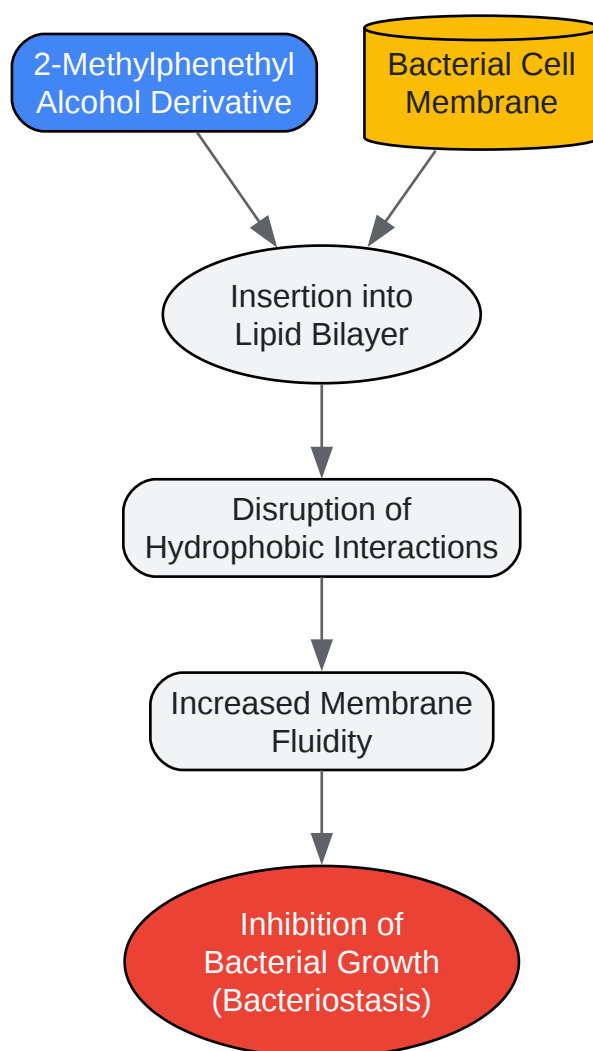 2-Methylphenethyl
Alcohol Derivative
Bacterial Cell
Membrane
Insertion into
Lipid Bilayer
Disruption of
Hydrophobic Interactions
Increased Membrane
Fluidity
Inhibition of
Bacterial Growth
(Bacteriostasis)